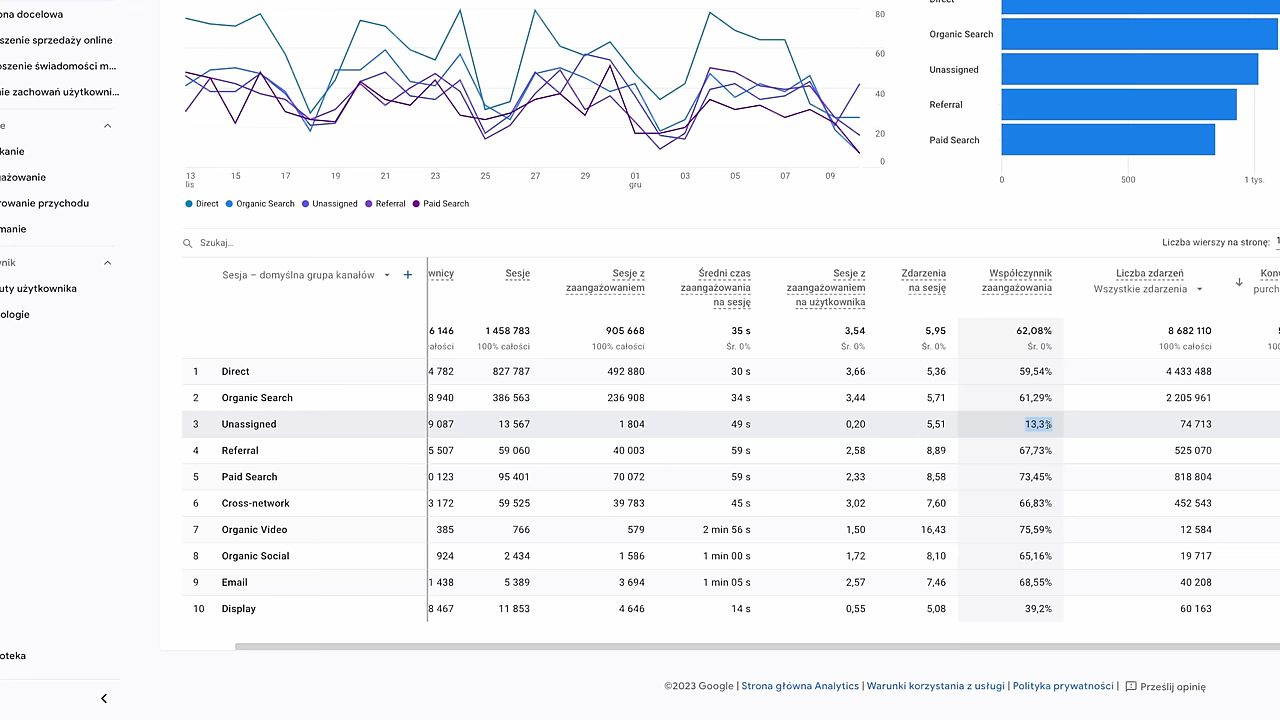 ona docelowa
szenie sprzedaży online
oszenie świadomości m...
nie zachowań użytkowni...
e
kanie
gażowanie
rowanie przychodu
manie
nik
uty użytkownika
ologie
oteka
80
60
40
20
0
13 lis 15 17 19 21 23 25 27 29 01 gru 03 05 07 09
Direct Organic Search Unassigned Referral Paid Search
Direct
Organic Search
Unassigned
Referral
Paid Search
0 500 1 tys.
Szukaj...
Liczba wierszy na stronę: 1
Sesja – domyślna grupa kanałów + wnicy Sesje Sesje z zaangażowaniem Średni czas zaangażowania na sesję Sesje z zaangażowaniem na użytkownika Zdarzenia na sesję Współczynnik zaangażowania Liczba zdarzeń Wszystkie zdarzenia Konw purch
6 146 1 458 783 905 668 35 s 3,54 5,95 62,08% 8 682 110
całości 100% całości 100% całości Śr. 0% Śr. 0% Śr. 0% Śr. 0% 100% całości 100
1 Direct 4 782 827 787 492 880 30 s 3,66 5,36 59,54% 4 433 488
2 Organic Search 8 940 386 563 236 908 34 s 3,44 5,71 61,29% 2 205 961
3 Unassigned 9 087 13 567 1 804 49 s 0,20 5,51 13,3% 74 713
4 Referral 5 507 59 060 40 003 59 s 2,58 8,89 67,73% 525 070
5 Paid Search 0 123 95 401 70 072 59 s 2,33 8,58 73,45% 818 804
6 Cross-network 3 172 59 525 39 783 45 s 3,02 7,60 66,83% 452 543
7 Organic Video 385 766 579 2 min 56 s 1,50 16,43 75,59% 12 584
8 Organic Social 924 2 434 1 586 1 min 00 s 1,72 8,10 65,16% 19 717
9 Email 1 438 5 389 3 694 1 min 05 s 2,57 7,46 68,55% 40 208
10 Display 8 467 11 853 4 646 14 s 0,55 5,08 39,2% 60 163
©2023 Google | Strona główna Analytics | Warunki korzystania z usługi | Polityka prywatności | Prześlij opinię